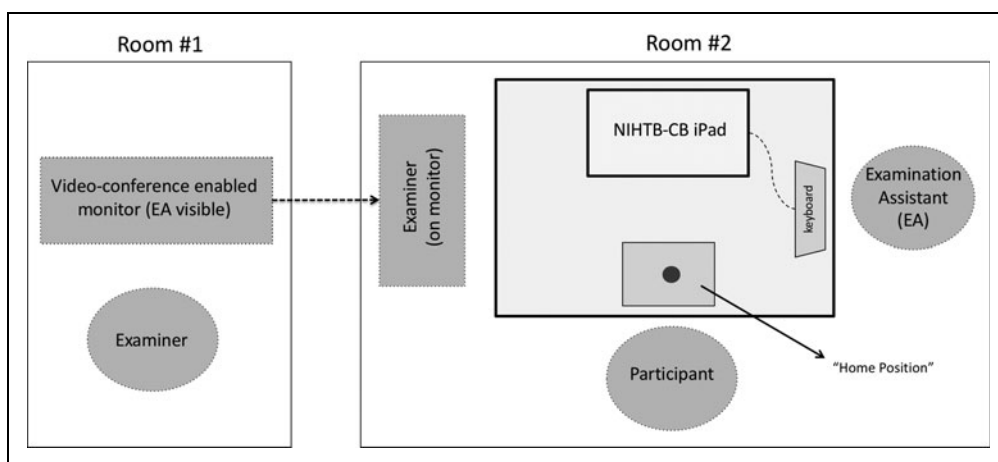 Room #1
Room #2
Video-conference enabled
monitor (EA visible)
Examiner
Examiner
(on monitor)
NIHTB-CB iPad
keyboard
Examination
Assistant
(EA)
Participant
“Home Position”